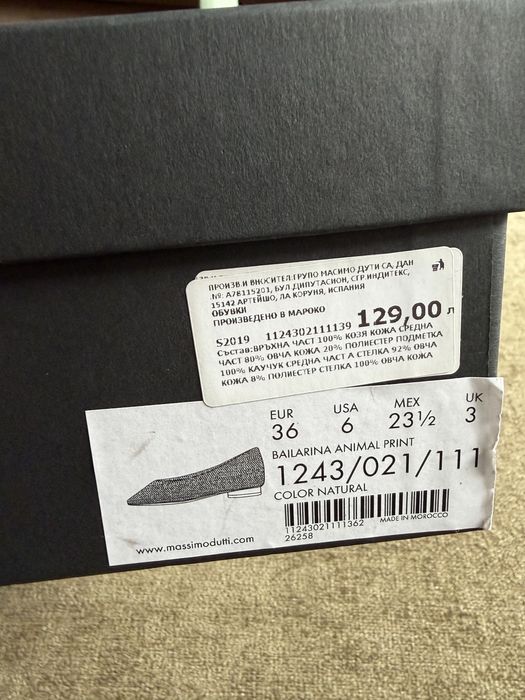 ПРОИЗВ.И ВНОСИТЕЛ:ГРУПО МАСИМО ДУТИ СА, ДАН
.№: A78115201, БУЛ.ДИПУТАСИОН, СГР.ИНДИТЕКС,
15142 АРТЕЙШО, ЛА КОРУНЯ, ИСПАНИЯ
ОБУВКИ
ПРОИЗВЕДЕНО В МАРОКО
S2019 1124302111139 129,00 л
Състав:ВРЪХНА ЧАСТ 100% КОЗЯ КОЖА СРЕДНА
ЧАСТ 80% ОВЧА КОЖА 20% ПОЛИЕСТЕР ПОДМЕТКА
100% КАУЧУК СРЕДНА ЧАСТ А СТЕЛКА 92% ОВЧА
КОЖА 8% ПОЛИЕСТЕР СТЕЛКА 100% ОВЧА КОЖА
EUR USA MEX UK
36 6 23½ 3
BAILARINA ANIMAL PRINT
1243/021/111
COLOR NATURAL
11243021111362 MADE IN MOROCCO
26258
www.massimodutti.com